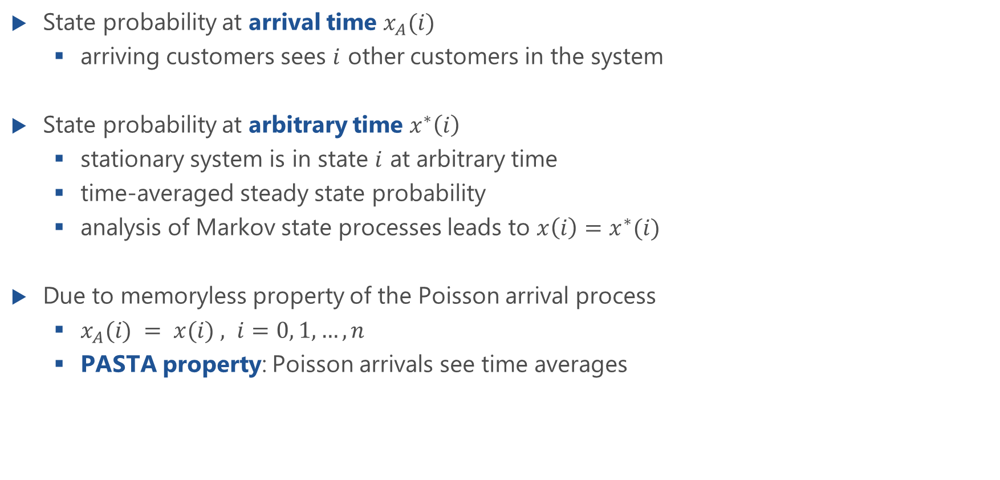 ▶ State probability at arrival time x_A(i)
▪ arriving customers sees i other customers in the system
▶ State probability at arbitrary time x*(i)
▪ stationary system is in state i at arbitrary time
▪ time-averaged steady state probability
▪ analysis of Markov state processes leads to x(i) = x*(i)
▶ Due to memoryless property of the Poisson arrival process
▪ x_A(i) = x(i) , i = 0, 1, … , n
▪ PASTA property: Poisson arrivals see time averages